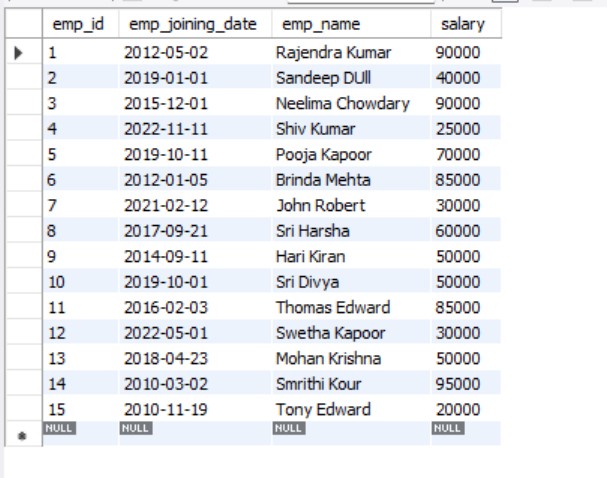 emp_id emp_joining_date emp_name salary
1 2012-05-02 Rajendra Kumar 90000
2 2019-01-01 Sandeep DUll 40000
3 2015-12-01 Neelima Chowdary 90000
4 2022-11-11 Shiv Kumar 25000
5 2019-10-11 Pooja Kapoor 70000
6 2012-01-05 Brinda Mehta 85000
7 2021-02-12 John Robert 30000
8 2017-09-21 Sri Harsha 60000
9 2014-09-11 Hari Kiran 50000
10 2019-10-01 Sri Divya 50000
11 2016-02-03 Thomas Edward 85000
12 2022-05-01 Swetha Kapoor 30000
13 2018-04-23 Mohan Krishna 50000
14 2010-03-02 Smrithi Kour 95000
15 2010-11-19 Tony Edward 20000
NULL NULL NULL NULL